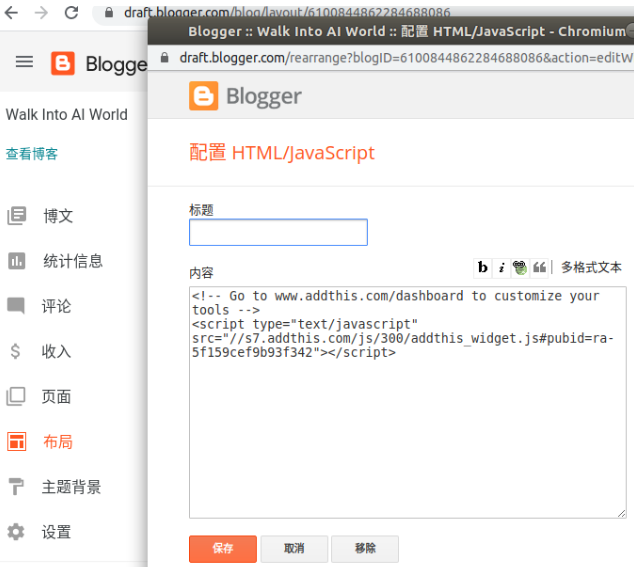 draft.blogger.com/blog/layout/6100844862284688086
Blogger :: Walk Into AI World :: 配置 HTML/JavaScript - Chromium
draft.blogger.com/rearrange?blogID=6100844862284688086&action=editW
Blogge
Blogger
Walk Into AI World
查看博客
配置 HTML/JavaScript
博文
统计信息
评论
收入
页面
布局
主题背景
设置
标题
b i 多格式文本
内容
<!-- Go to www.addthis.com/dashboard to customize your
tools -->
<script type="text/javascript"
src="//s7.addthis.com/js/300/addthis_widget.js#pubid=ra-
5f159cef9b93f342"></script>
保存 取消 移除